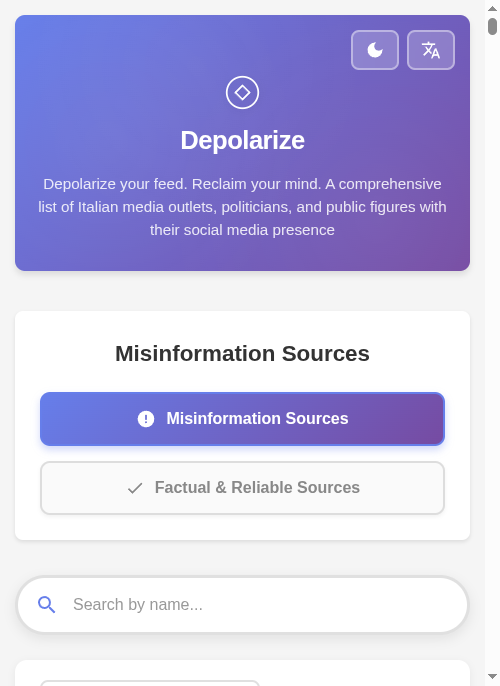 Depolarize
Depolarize your feed. Reclaim your mind. A comprehensive
list of Italian media outlets, politicians, and public figures with
their social media presence
Misinformation Sources
Misinformation Sources
Factual & Reliable Sources
Search by name...